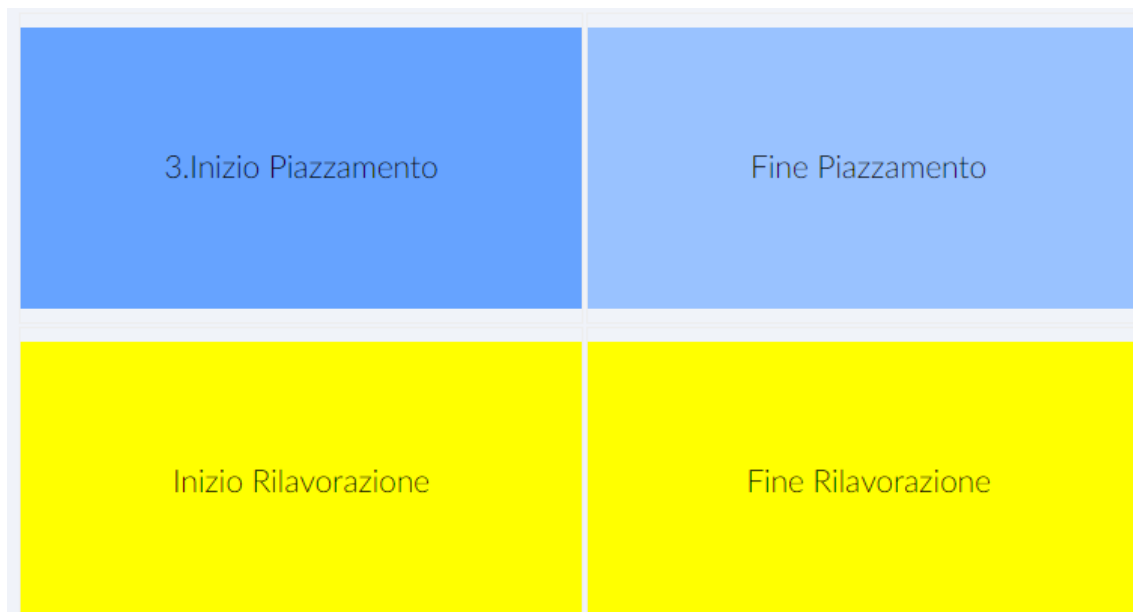 3.Inizio Piazzamento
Fine Piazzamento
Inizio Rilavorazione
Fine Rilavorazione